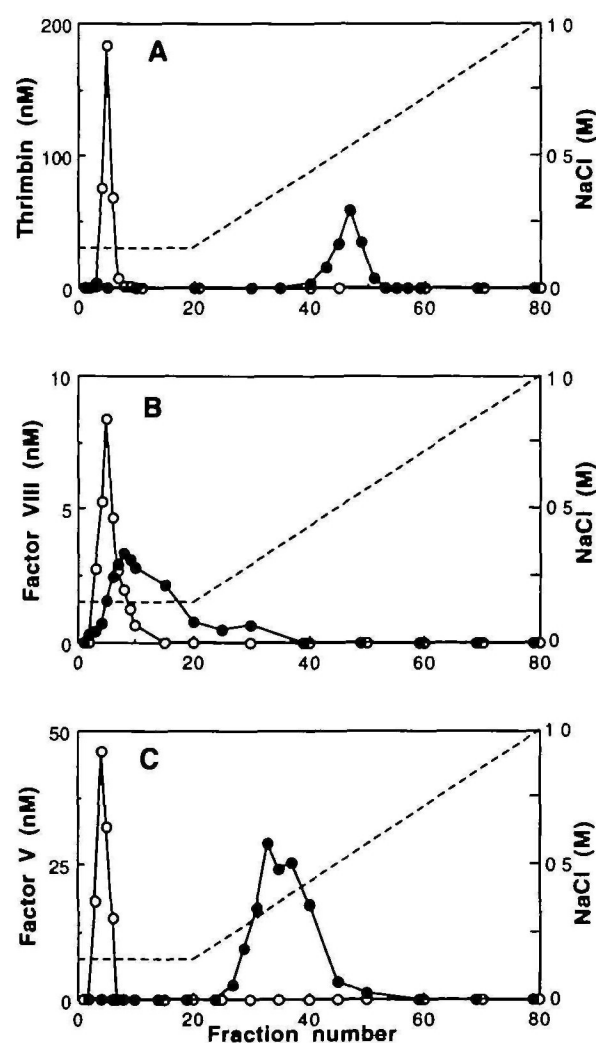 A
Thrimbin (nM)
200
100
0
NaCl (M)
1 0
0 5
0
0 20 40 60 80
B
Factor VIII (nM)
10
5
0
NaCl (M)
1 0
0 5
0
0 20 40 60 80
C
Factor V (nM)
50
25
0
NaCl (M)
1 0
0 5
0
0 20 40 60 80
Fraction number